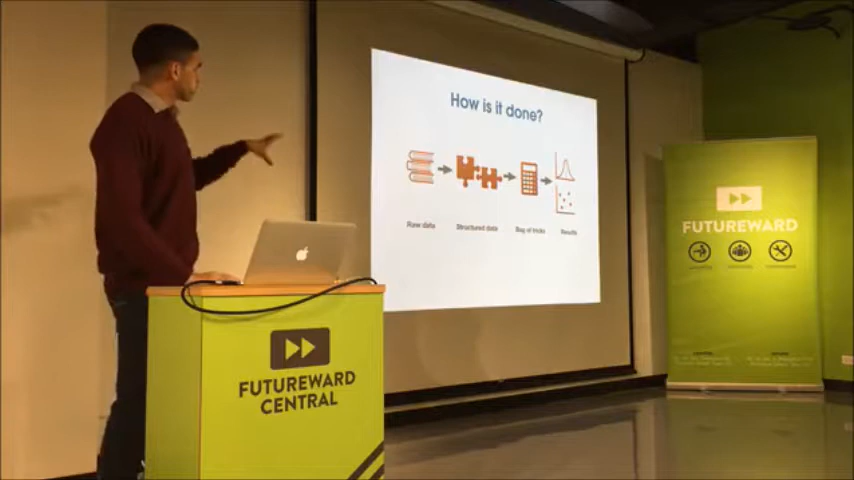 How is it done?
Raw data
Structured data
Bag of tricks
Results
FUTUREWARD
CENTRAL
FUTUREWARD